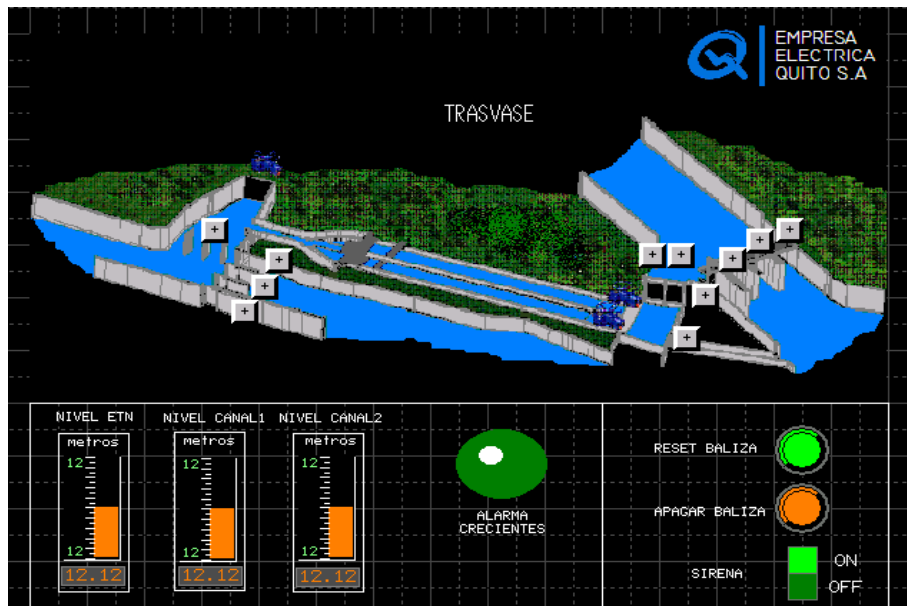 EMPRESA
ELECTRICA
QUITO S.A
TRASVASE
+
+
+
+
+
+
+
+
+
+
+
NIVEL ETN
NIVEL CANAL1
NIVEL CANAL2
metros
metros
metros
12
12
12
12
12
12
12.12
12.12
12.12
ALARMA
CRECIENTES
RESET BALIZA
APAGAR BALIZA
SIRENA
ON
OFF